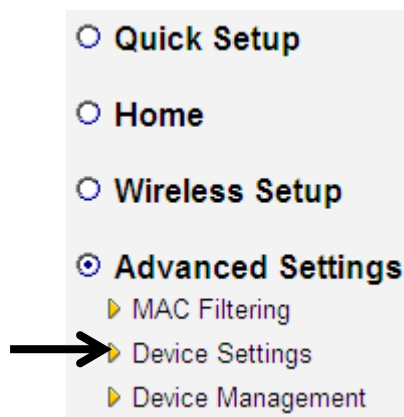 Quick Setup
Home
Wireless Setup
Advanced Settings
MAC Filtering
Device Settings
Device Management